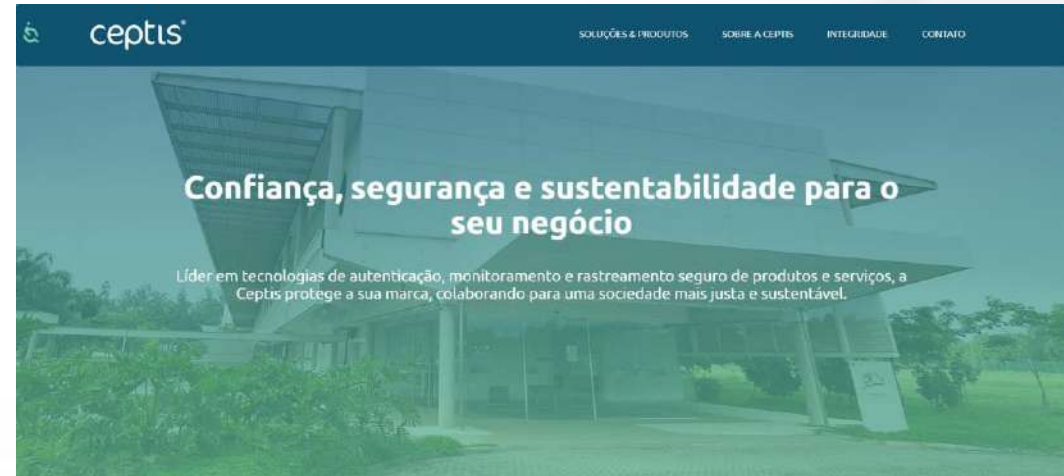 ceptis
SOLUÇÕES & PRODUTOS
SOBRE A CEPTIS
INTEGRIDADE
CONTATO
Confiança, segurança e sustentabilidade para o
seu negócio
Líder em tecnologias de autenticação, monitoramento e rastreamento seguro de produtos e serviços, a
Ceptis protege a sua marca, colaborando para uma sociedade mais justa e sustentável.